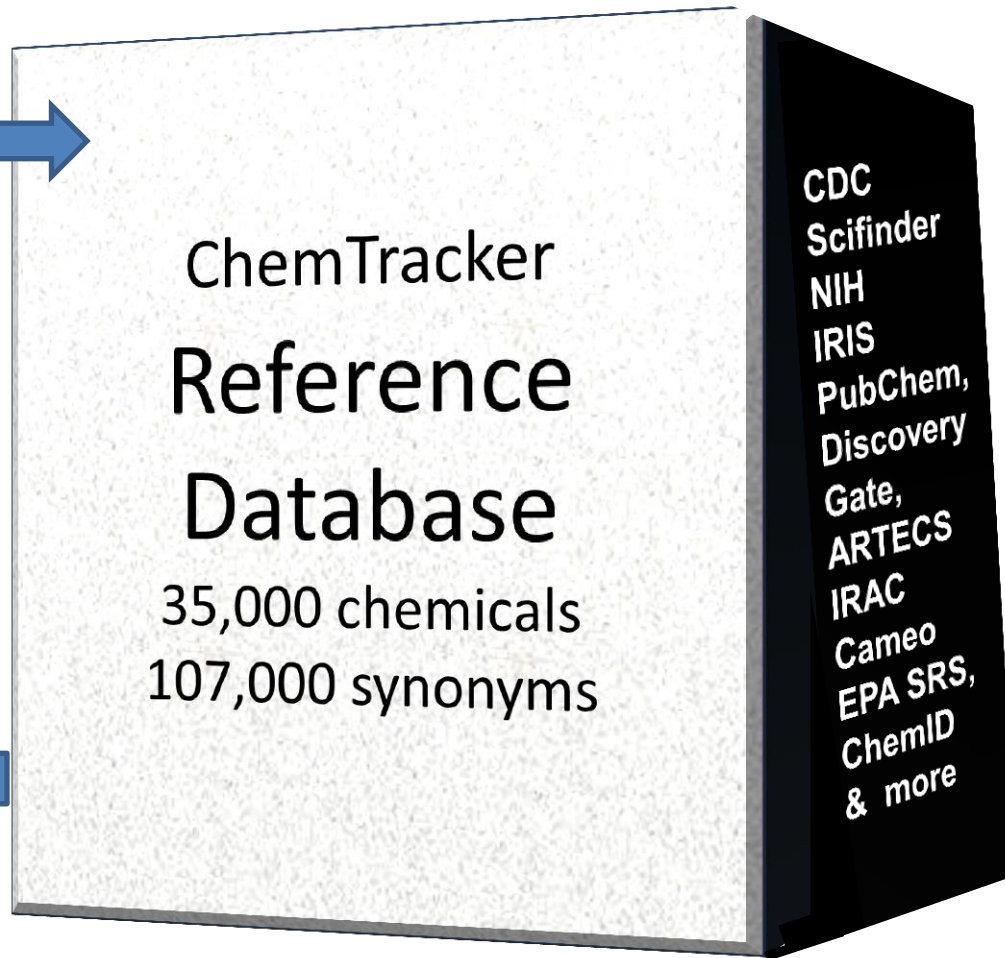 ChemTracker
Reference
Database
35,000 chemicals
107,000 synonyms
CDC
Scifinder
NIH
IRIS
PubChem,
Discovery
Gate,
ARTECS
IRAC
Cameo
EPA SRS,
ChemID
& more